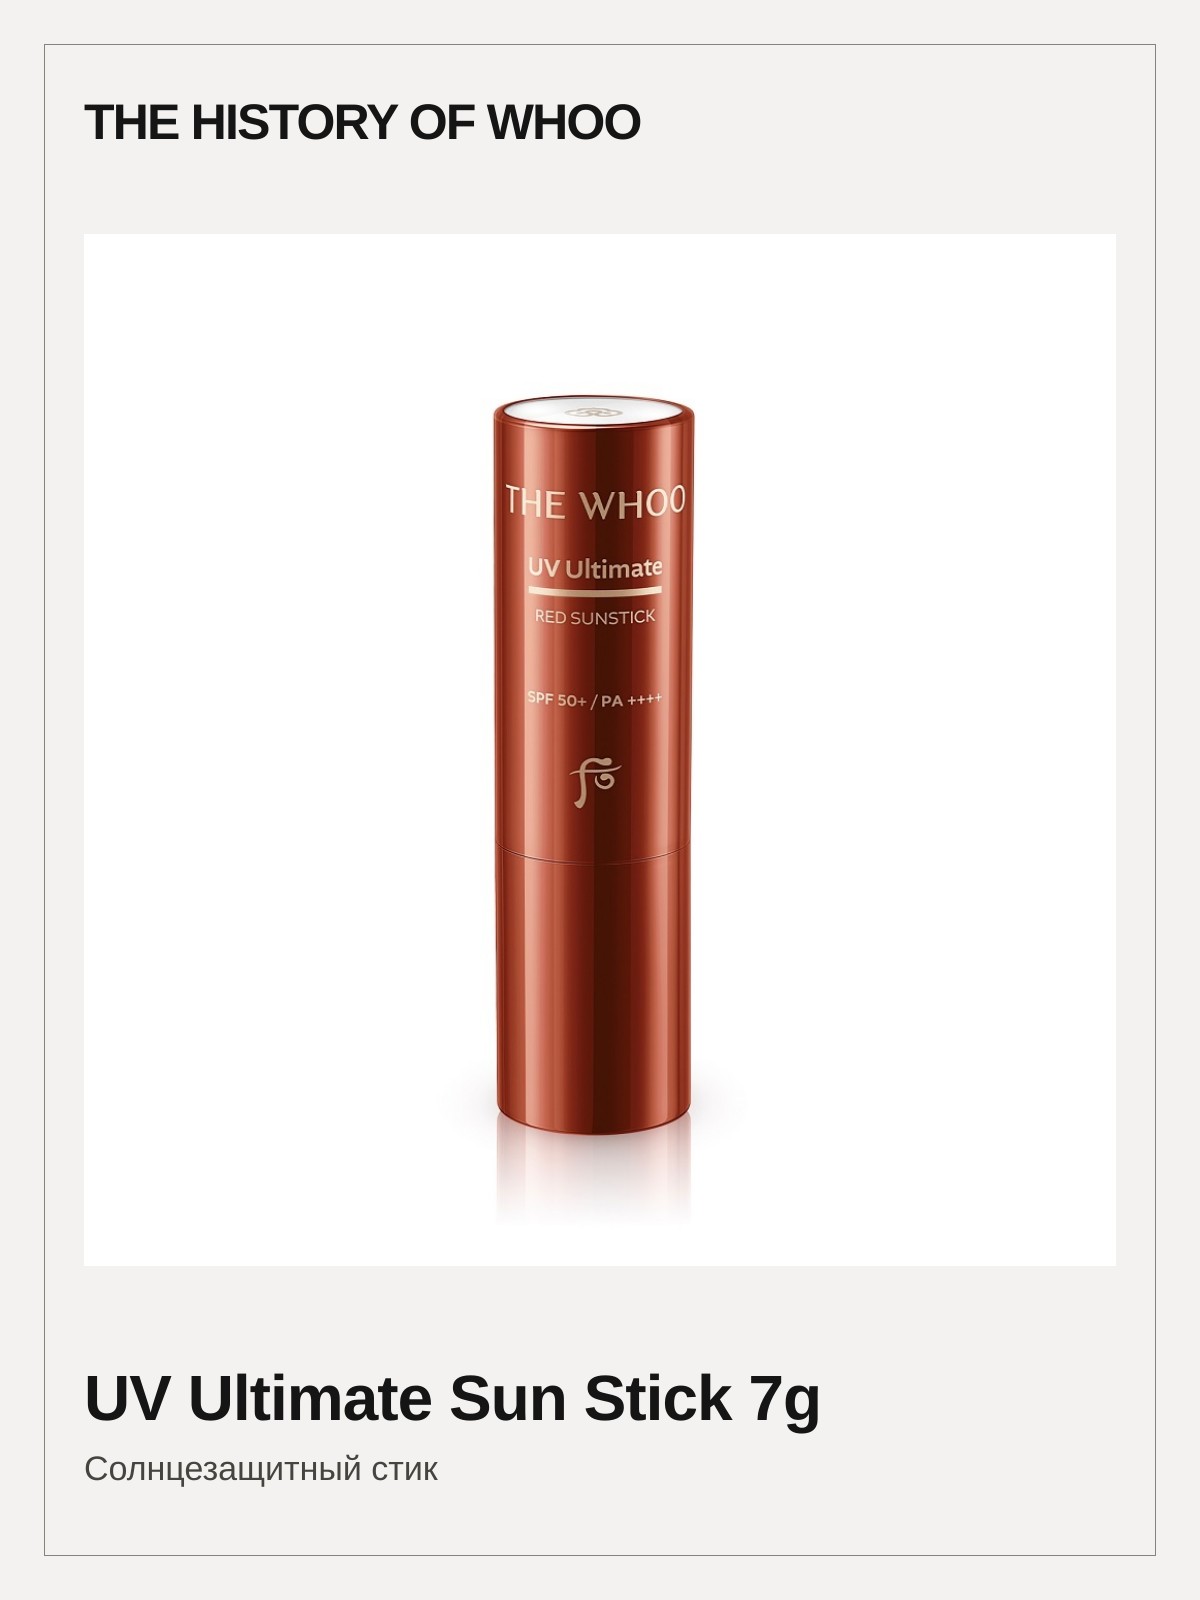 THE HISTORY OF WHOO
THE WHOO
UV Ultimate
RED SUNSTICK
SPF 50+ / PA ++++
UV Ultimate Sun Stick 7g
Солнцезащитный стик